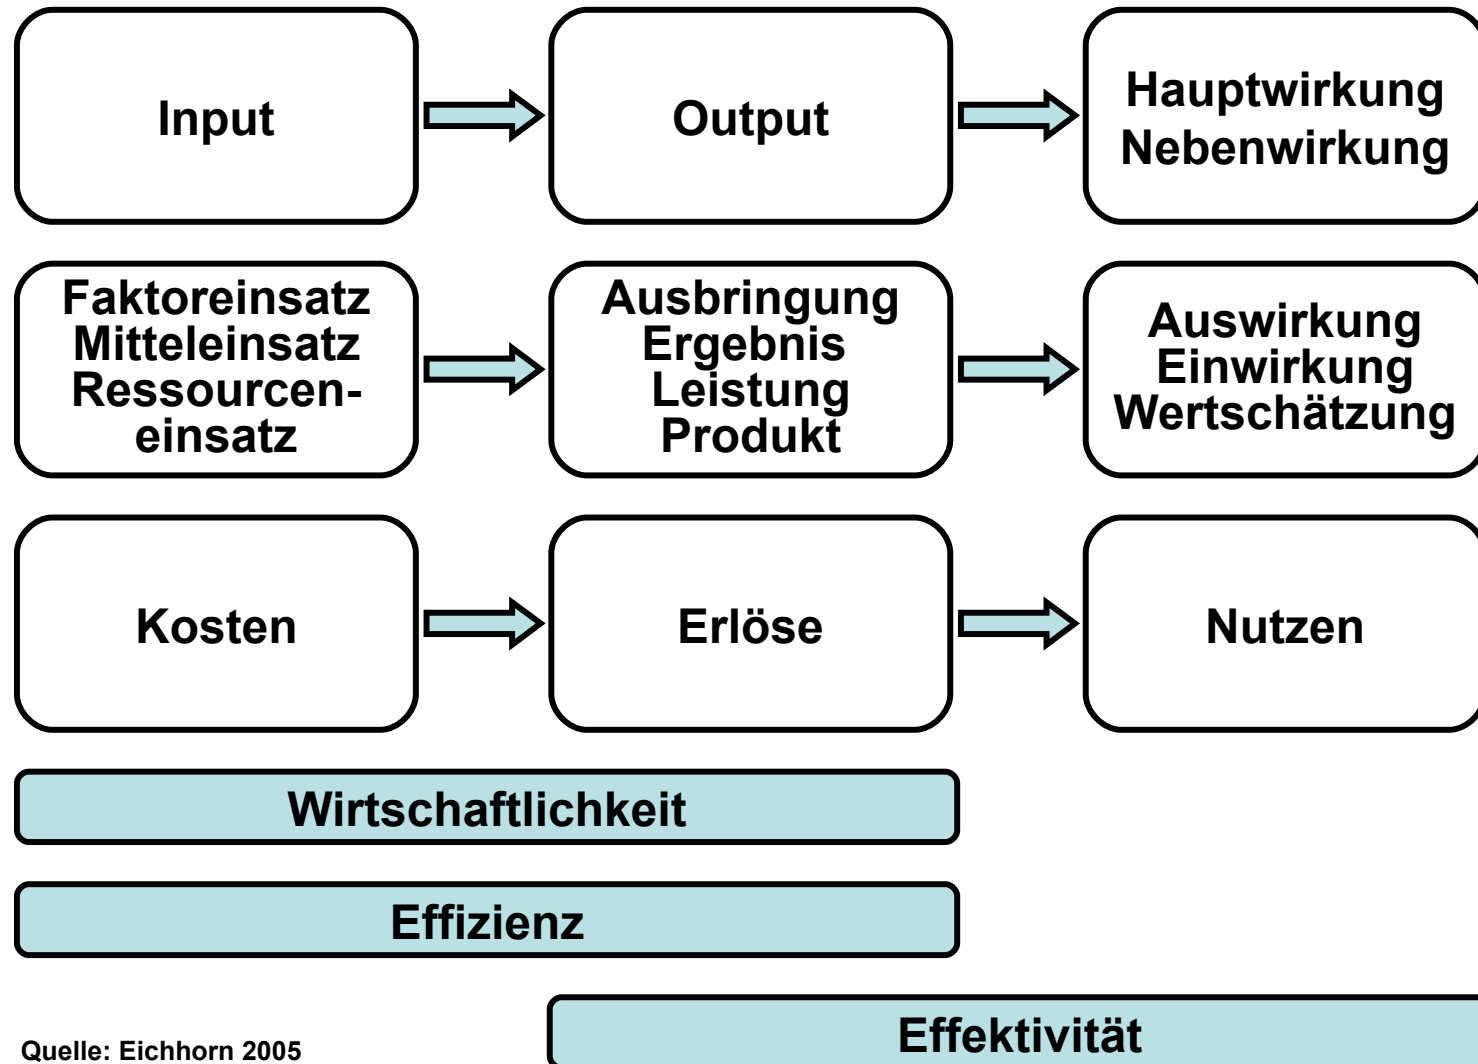 Input
Output
Hauptwirkung
Nebenwirkung
Faktoreinsatz
Mitteleinsatz
Ressourcen-
einsatz
Ausbringung
Ergebnis
Leistung
Produkt
Auswirkung
Einwirkung
Wertschätzung
Kosten
Erlöse
Nutzen
Wirtschaftlichkeit
Effizienz
Effektivität
Quelle: Eichhorn 2005